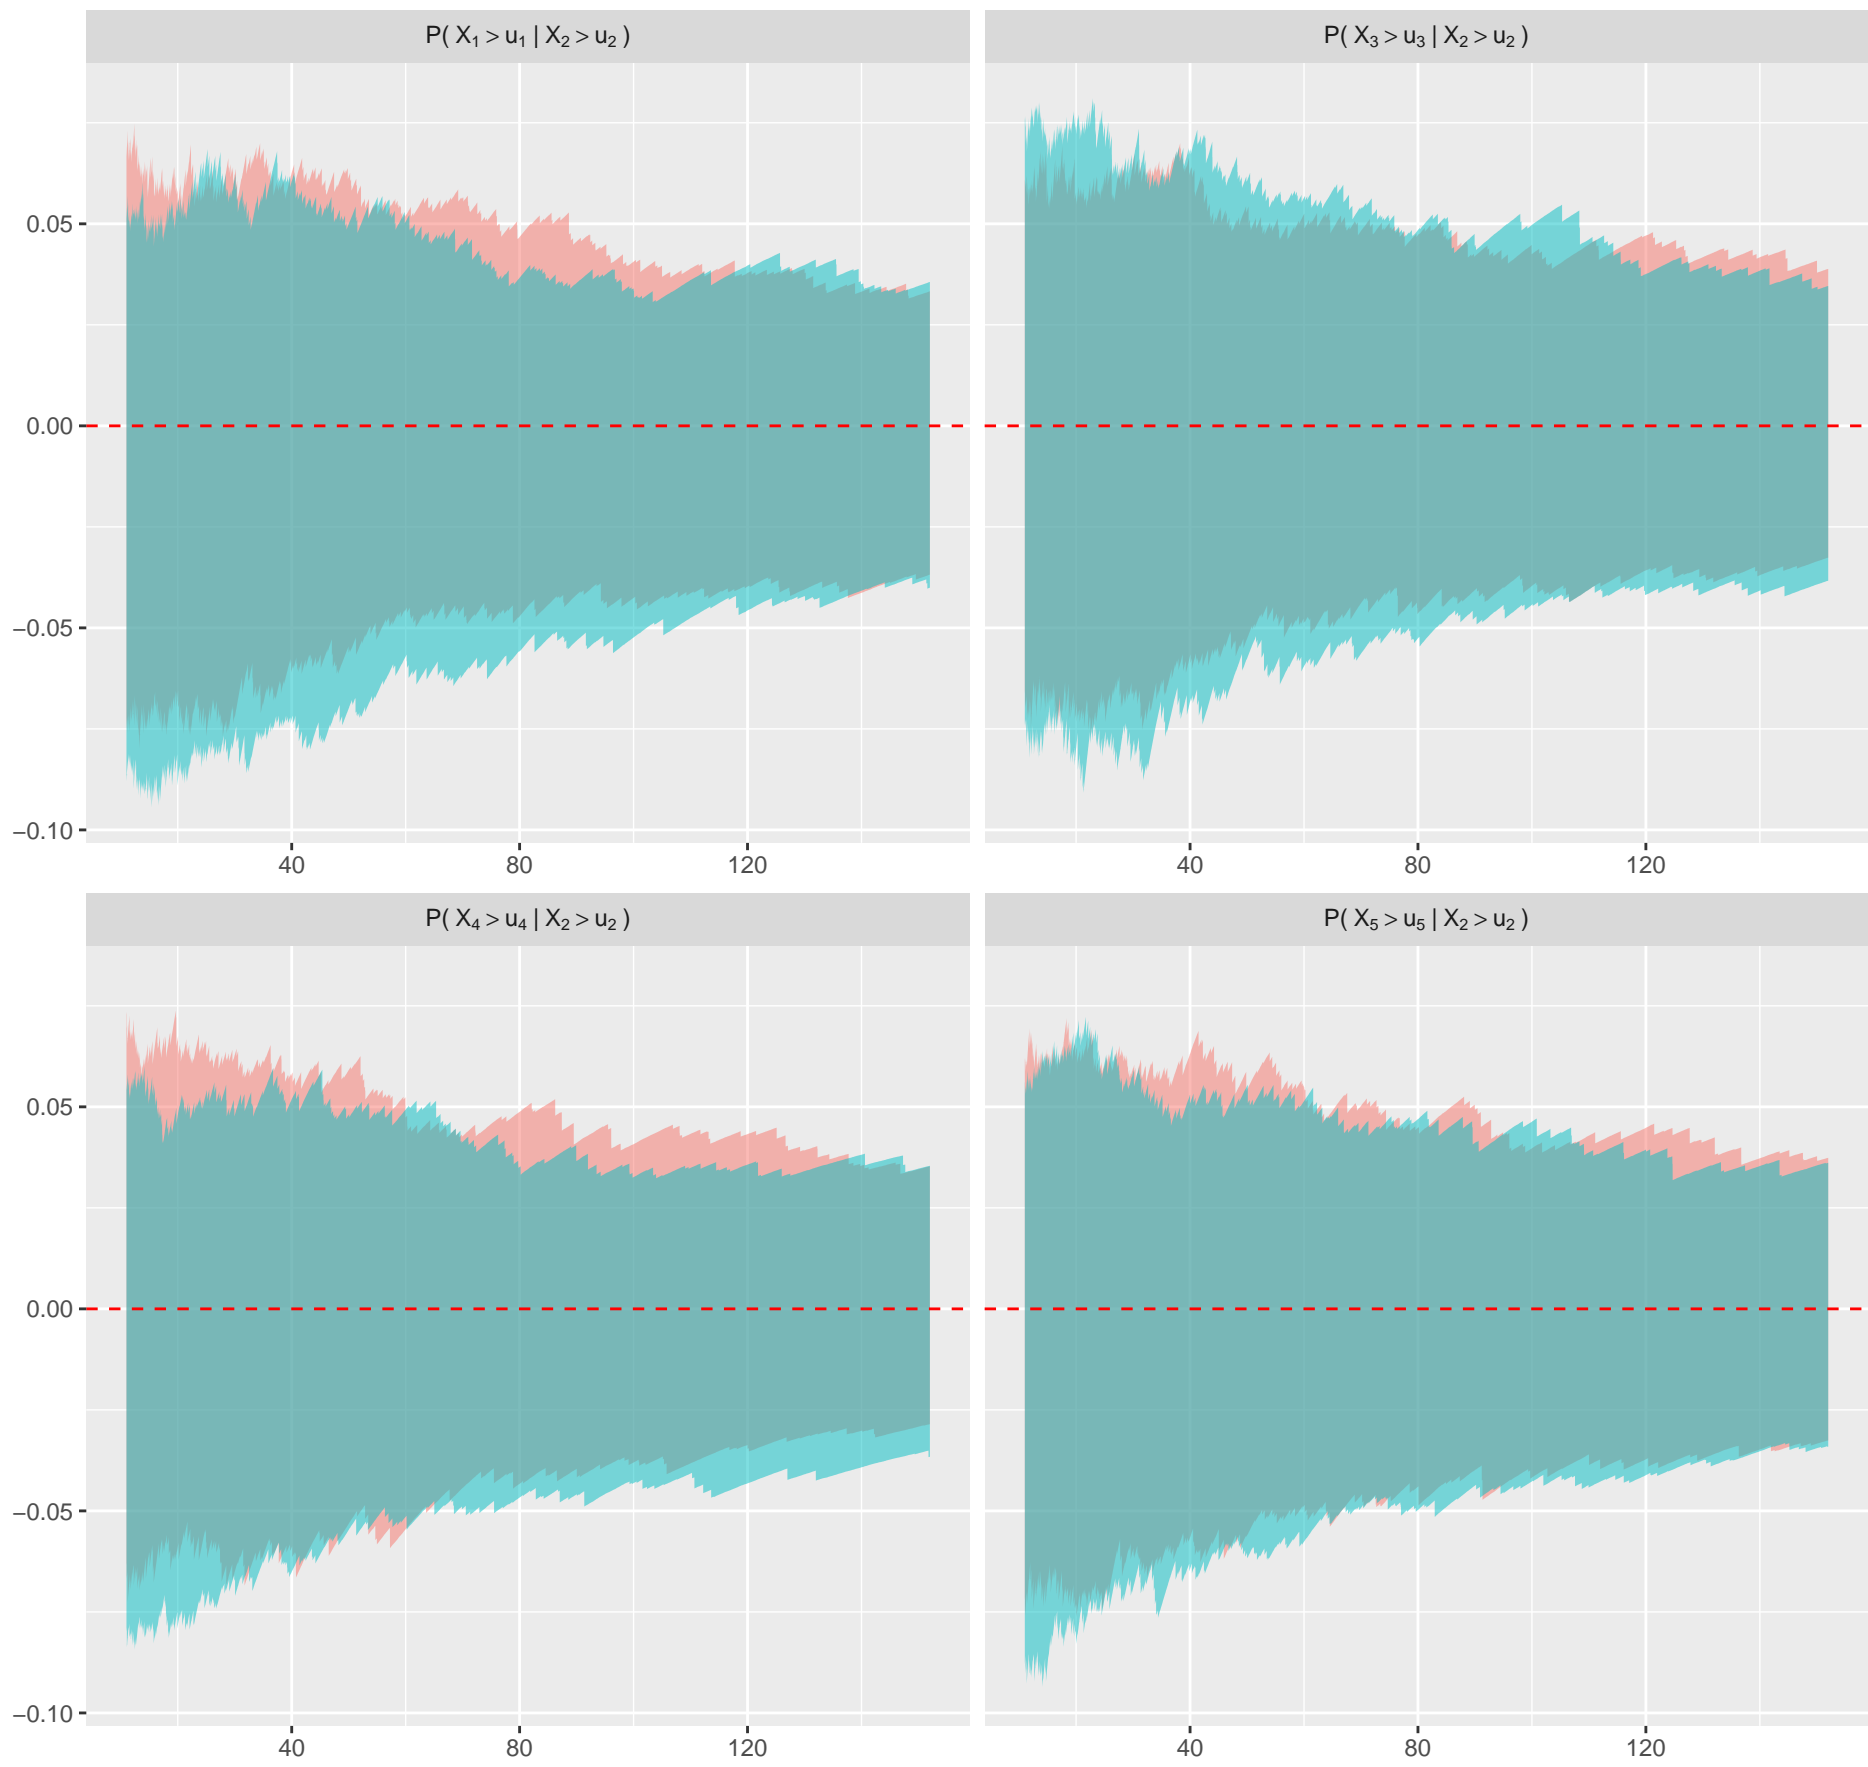 P( X₁ > u₁ | X₂ > u₂ )
P( X₃ > u₃ | X₂ > u₂ )
0.05
0.00
−0.05
−0.10
40 80 120
40 80 120
P( X₄ > u₄ | X₂ > u₂ )
P( X₅ > u₅ | X₂ > u₂ )
0.05
0.00
−0.05
−0.10
40 80 120
40 80 120